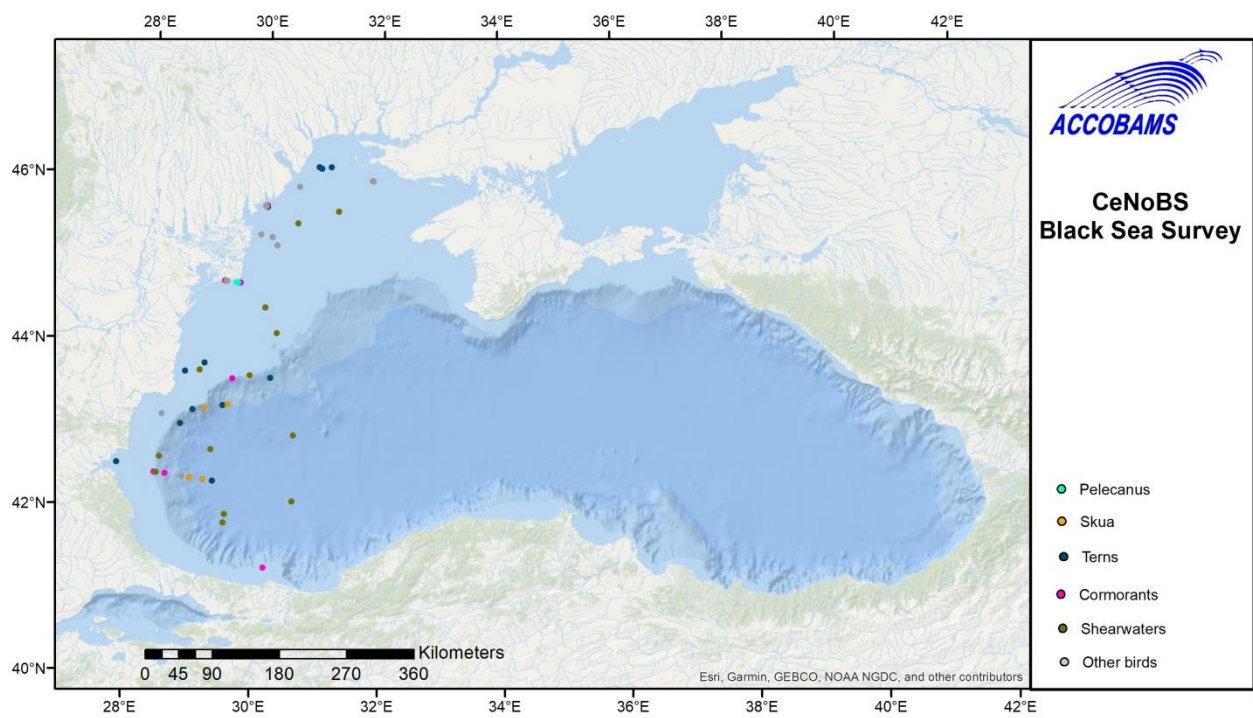 28°E 30°E 32°E 34°E 36°E 38°E 40°E 42°E
46°N
44°N
42°N
40°N
Kilometers
0 45 90 180 270 360
Esri, Garmin, GEBCO, NOAA NGDC, and other contributors
28°E 30°E 32°E 34°E 36°E 38°E 40°E 42°E
ACCOBAMS
CeNoBS
Black Sea Survey
Pelecanus
Skua
Terns
Cormorants
Shearwaters
Other birds